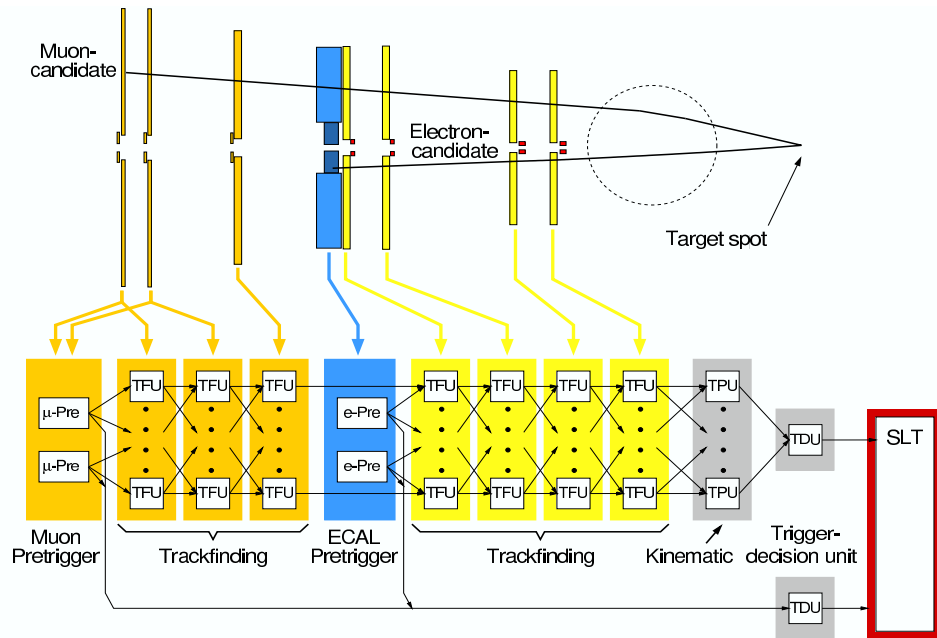 Muon-
candidate
Electron-
candidate
Target spot
TFU TFU TFU TFU TFU TFU TFU TPU
μ-Pre e-Pre
SLT
TDU
μ-Pre e-Pre
TFU TFU TFU TFU TFU TFU TFU TPU
Muon
Pretrigger
Trackfinding
ECAL
Pretrigger
Trackfinding
Kinematic
Trigger-
decision unit
TDU